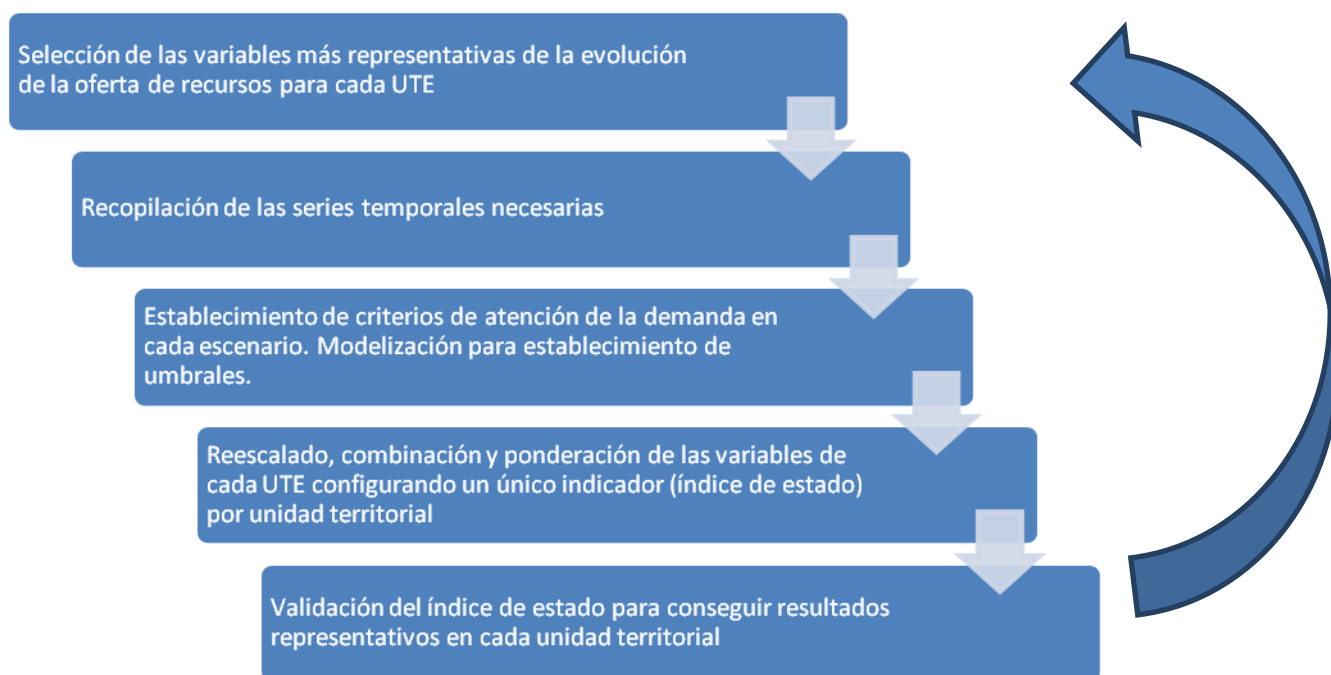 Selección de las variables más representativas de la evolución
de la oferta de recursos para cada UTE
Recopilación de las series temporales necesarias
Establecimiento de criterios de atención de la demanda en
cada escenario. Modelización para establecimiento de
umbrales.
Reescalado, combinación y ponderación de las variables de
cada UTE configurando un único indicador (índice de estado)
por unidad territorial
Validación del índice de estado para conseguir resultados
representativos en cada unidad territorial